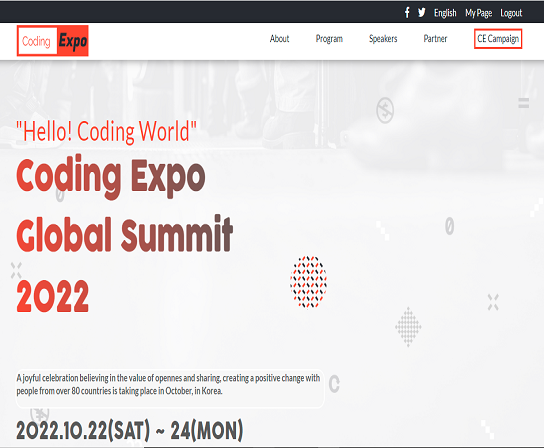 English My Page Logout
Coding Expo About Program Speakers Partner CE Campaign
"Hello! Coding World"
Coding Expo
Global Summit
2022
A joyful celebration believing in the value of opennes and sharing, creating a positive change with
people from over 80 countries is taking place in October, in Korea.
2022.10.22(SAT) ~ 24(MON)